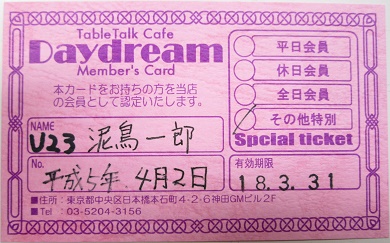 TableTalk Cafe
Daydream
Member's Card
本カードをお持ちの方を当店
の会員として認定いたします。
NAME
U23 泥鳥一郎
No.
平成5年 4月2日
平日会員
休日会員
全日会員
その他特別
Spcial ticket
有効期限
18.3.31
■住所：東京都中央区日本橋本石町4-2-6神田GMビル2F
■Tel ：03-5204-3156